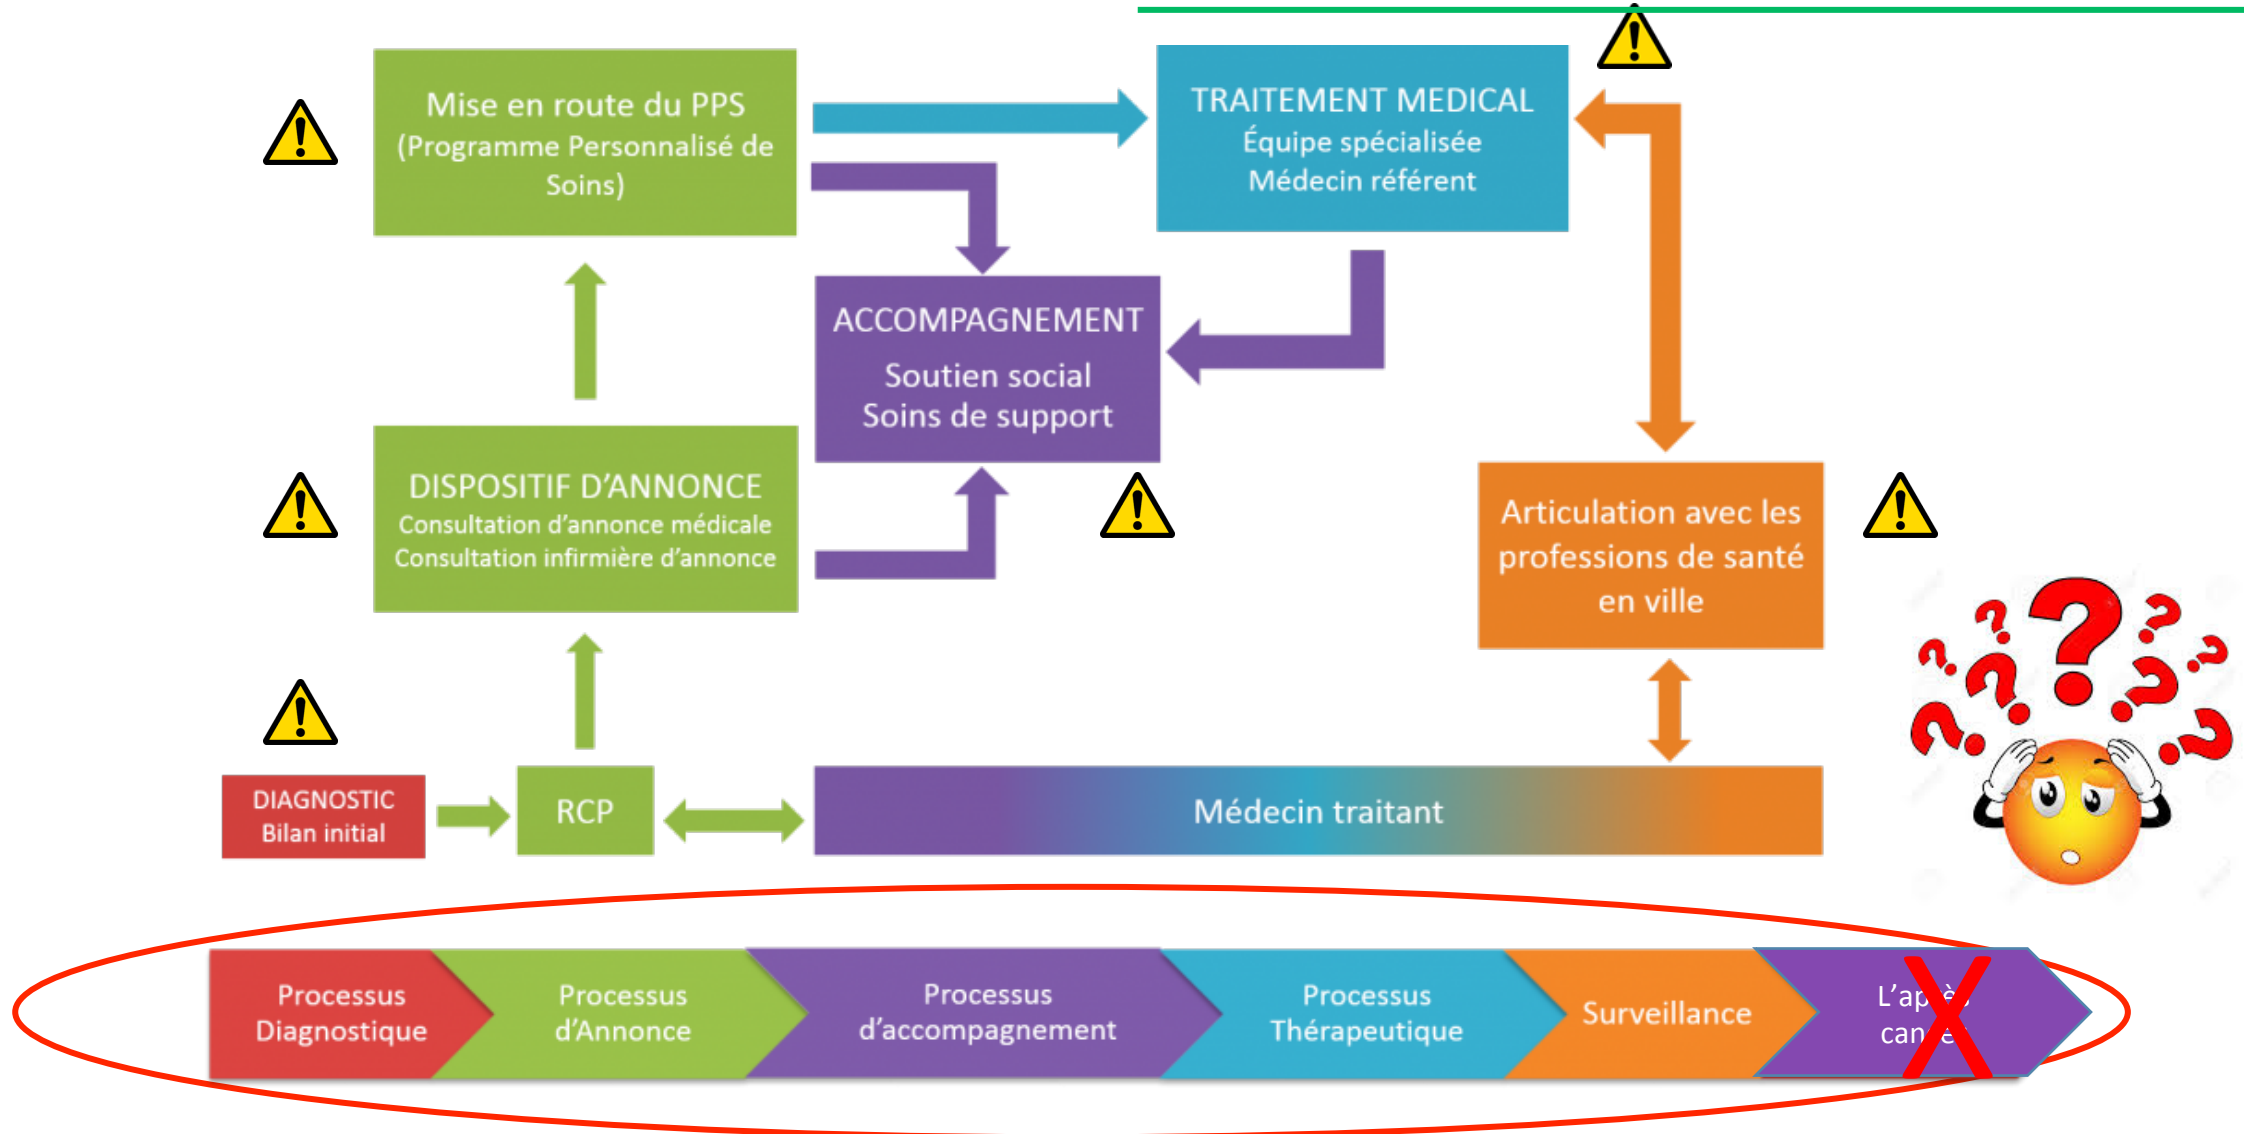 Mise en route du PPS
(Programme Personnalisé de
Soins)
TRAITEMENT MEDICAL
Équipe spécialisée
Médecin référent
ACCOMPAGNEMENT
Soutien social
Soins de support
DISPOSITIF D’ANNONCE
Consultation d’annonce médicale
Consultation infirmière d’annonce
Articulation avec les
professions de santé
en ville
DIAGNOSTIC
Bilan initial
RCP
Médecin traitant
Processus
Diagnostique
Processus
d’Annonce
Processus
d’accompagnement
Processus
Thérapeutique
Surveillance
L’après
cancer
X